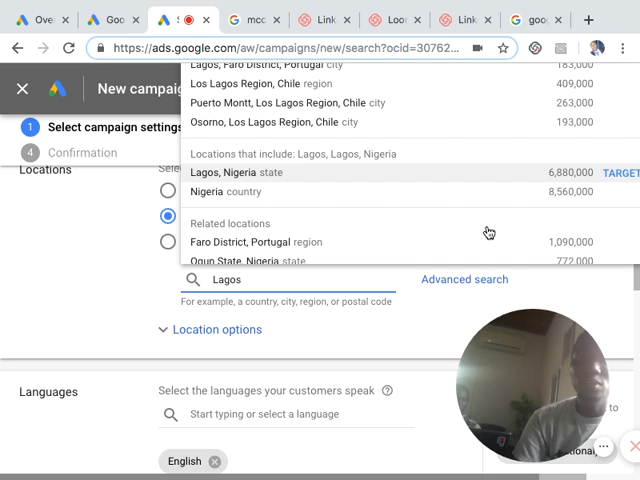 Over
Goo
S
mcc
Link
Loo
Link
goo
https://ads.google.com/aw/campaigns/new/search?ocid=30762...
New campaig
1 Select campaign settings
4 Confirmation
Lagos, Faro District, Portugal city 183,000
Los Lagos Region, Chile region 409,000
Puerto Montt, Los Lagos Region, Chile city 263,000
Osorno, Los Lagos Region, Chile city 193,000
Locations that include: Lagos, Lagos, Nigeria
Lagos, Nigeria state 6,880,000 TARGET
Nigeria country 8,560,000
Related locations
Faro District, Portugal region 1,090,000
Ogun State, Nigeria state 772,000
Locations
Sele
Lagos
Advanced search
For example, a country, city, region, or postal code
Location options
Languages
Select the languages your customers speak
Start typing or select a language
to
English